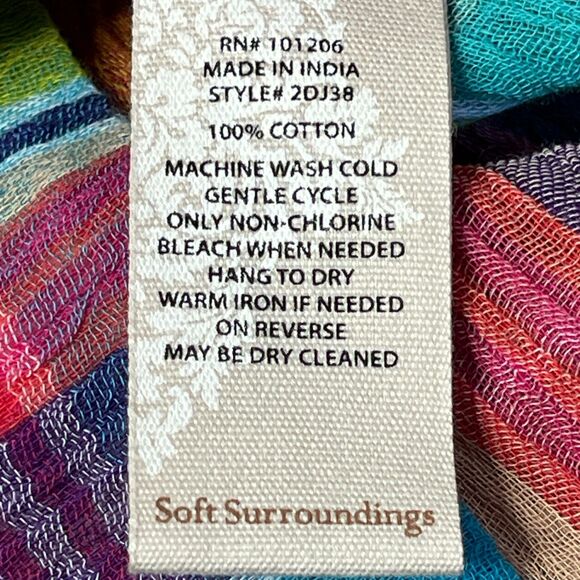 RN# 101206
MADE IN INDIA
STYLE# 2DJ38
100% COTTON
MACHINE WASH COLD
GENTLE CYCLE
ONLY NON-CHLORINE
BLEACH WHEN NEEDED
HANG TO DRY
WARM IRON IF NEEDED
ON REVERSE
MAY BE DRY CLEANED
Soft Surroundings